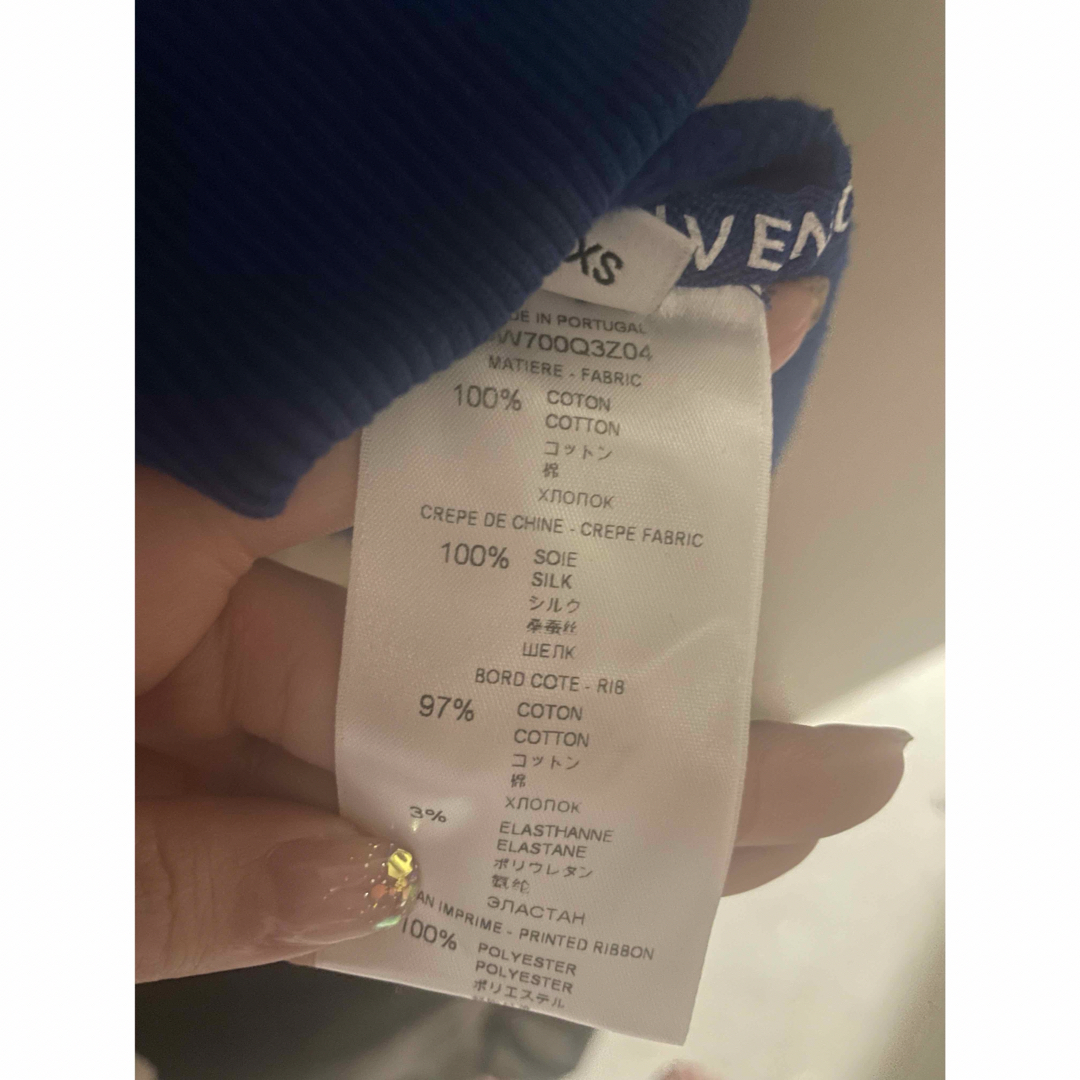 VENC
XS
DE IN PORTUGAL
W700Q3Z04
MATIERE - FABRIC
100% COTON
COTTON
コットン
棉
ХЛОПОК
CREPE DE CHINE - CREPE FABRIC
100% SOIE
SILK
シルク
桑蚕丝
ШЕЛК
BORD COTE - RIB
97% COTON
COTTON
コットン
棉
ХЛОПОК
3% ELASTHANNE
ELASTANE
ポリウレタン
氨纶
ЭЛАСТАН
AN IMPRIME - PRINTED RIBBON
100% POLYESTER
POLYESTER
ポリエステル